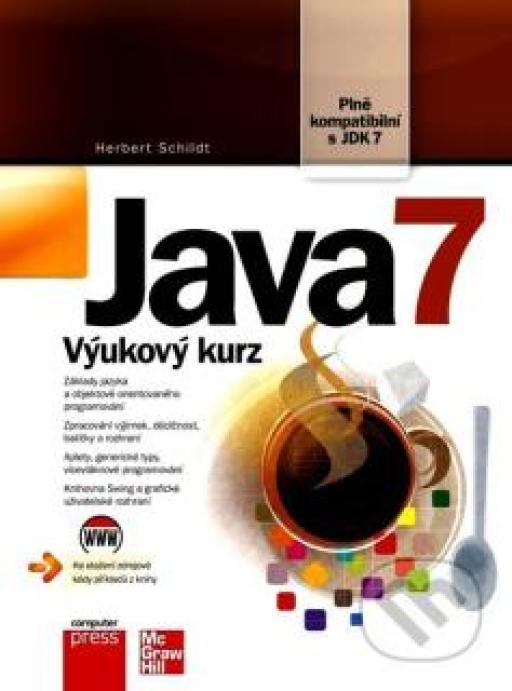 Plně
kompatibilní
s JDK 7
Herbert Schildt
Java 7
Výukový kurz
Základy jazyka
a objektově orientovaného
programování
Zpracování výjimek, dědičnost,
balíčky a rozhraní
Aplety, generické typy,
vícevláknové programování
Knihovna Swing a grafické
uživatelské rozhraní
WWW
Ke stažení zdrojové
kódy příkladů z knihy
computer
press
Mc
Graw
Hill